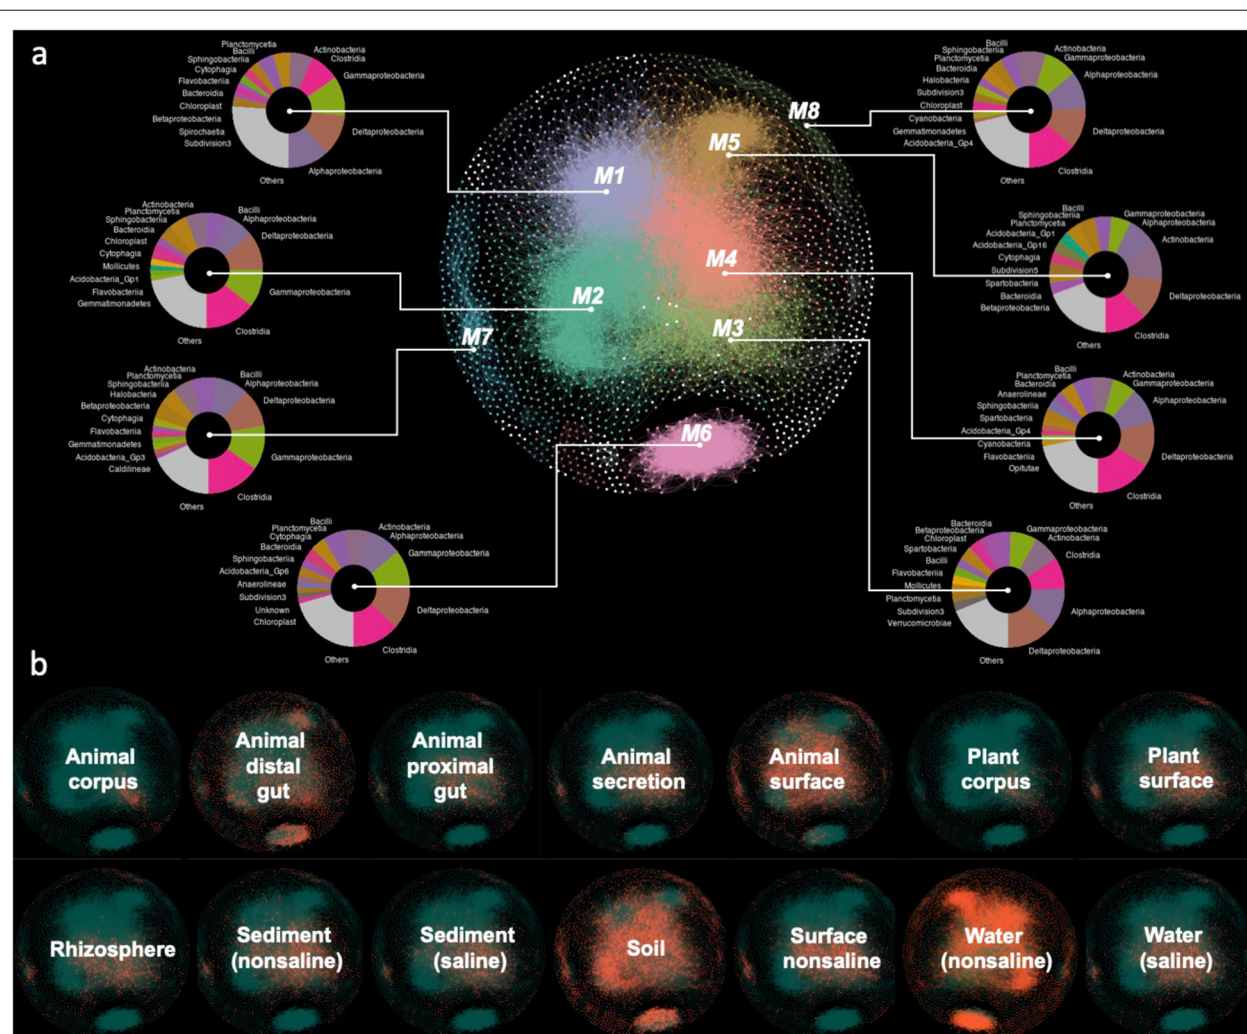 a
Planctomycetia
Bacilli
Sphingobacteriia
Cytophagia
Flavobacteriia
Bacteroidia
Chloroplast
Betaproteobacteria
Spirochaetia
Subdivision3
Others
Actinobacteria
Clostridia
Gammaproteobacteria
Deltaproteobacteria
Alphaproteobacteria
Actinobacteria
Planctomycetia
Sphingobacteriia
Bacteroidia
Chloroplast
Cytophagia
Mollicutes
Acidobacteria_Gp1
Flavobacteriia
Gemmatimonadetes
Others
Bacilli
Alphaproteobacteria
Deltaproteobacteria
Gammaproteobacteria
Clostridia
Actinobacteria
Planctomycetia
Sphingobacteriia
Halobacteria
Betaproteobacteria
Cytophagia
Flavobacteriia
Gemmatimonadetes
Acidobacteria_Gp3
Caldilineae
Others
Bacilli
Alphaproteobacteria
Deltaproteobacteria
Gammaproteobacteria
Clostridia
Bacilli
Planctomycetia
Cytophagia
Bacteroidia
Sphingobacteriia
Acidobacteria_Gp6
Anaerolineae
Subdivision3
Unknown
Chloroplast
Others
Actinobacteria
Alphaproteobacteria
Gammaproteobacteria
Deltaproteobacteria
Clostridia
M8
M5
M1
M4
M2
M3
M7
M6
Bacilli
Sphingobacteriia
Planctomycetia
Bacteroidia
Halobacteria
Subdivision3
Chloroplast
Cyanobacteria
Gemmatimonadetes
Acidobacteria_Gp4
Others
Actinobacteria
Gammaproteobacteria
Alphaproteobacteria
Deltaproteobacteria
Clostridia
Bacilli
Sphingobacteriia
Planctomycetia
Acidobacteria_Gp1
Acidobacteria_Gp16
Cytophagia
Subdivision5
Spartobacteria
Bacteroidia
Betaproteobacteria
Others
Gammaproteobacteria
Alphaproteobacteria
Actinobacteria
Deltaproteobacteria
Clostridia
Bacilli
Planctomycetia
Bacteroidia
Anaerolineae
Sphingobacteriia
Spartobacteria
Acidobacteria_Gp4
Cyanobacteria
Flavobacteriia
Opitutae
Others
Actinobacteria
Gammaproteobacteria
Alphaproteobacteria
Deltaproteobacteria
Clostridia
Bacteroidia
Betaproteobacteria
Chloroplast
Spartobacteria
Bacilli
Flavobacteriia
Mollicutes
Planctomycetia
Subdivision3
Verrucomicrobiae
Others
Gammaproteobacteria
Actinobacteria
Clostridia
Alphaproteobacteria
Deltaproteobacteria
b
Animal
corpus
Animal
distal
gut
Animal
proximal
gut
Animal
secretion
Animal
surface
Plant
corpus
Plant
surface
Rhizosphere
Sediment
(nonsaline)
Sediment
(saline)
Soil
Surface
nonsaline
Water
(nonsaline)
Water
(saline)